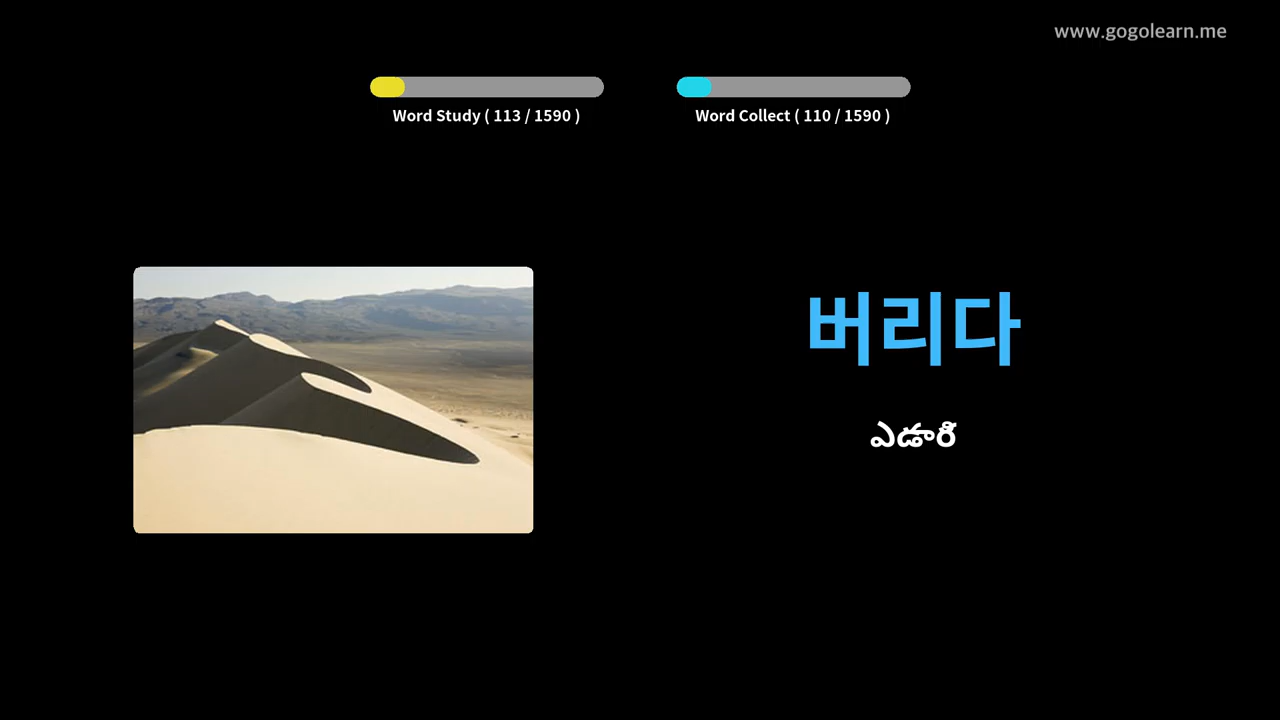 www.gogolearn.me
Word Study ( 113 / 1590 )
Word Collect ( 110 / 1590 )
버리다
ఎడారి